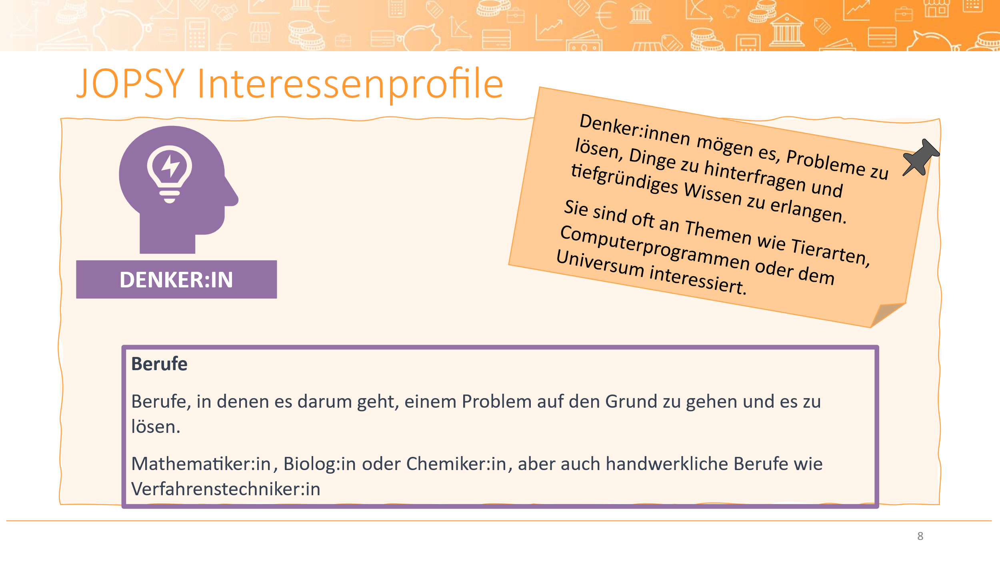 JOPSY Interessenprofile
Denker:innen mögen es, Probleme zu
lösen, Dinge zu hinterfragen und
tiefgründiges Wissen zu erlangen.
Sie sind oft an Themen wie Tierarten,
Computerprogrammen oder dem
Universum interessiert.
DENKER:IN
Berufe
Berufe, in denen es darum geht, einem Problem auf den Grund zu gehen und es zu
lösen.
Mathematiker:in, Biolog:in oder Chemiker:in, aber auch handwerkliche Berufe wie
Verfahrenstechniker:in
8